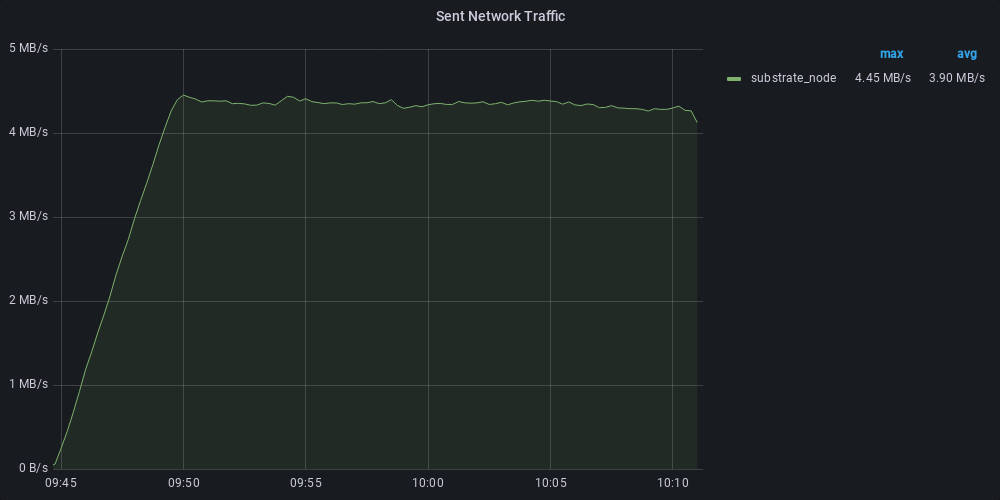 Sent Network Traffic
5 MB/s
4 MB/s
3 MB/s
2 MB/s
1 MB/s
0 B/s
09:45 09:50 09:55 10:00 10:05 10:10
max avg
substrate_node 4.45 MB/s 3.90 MB/s